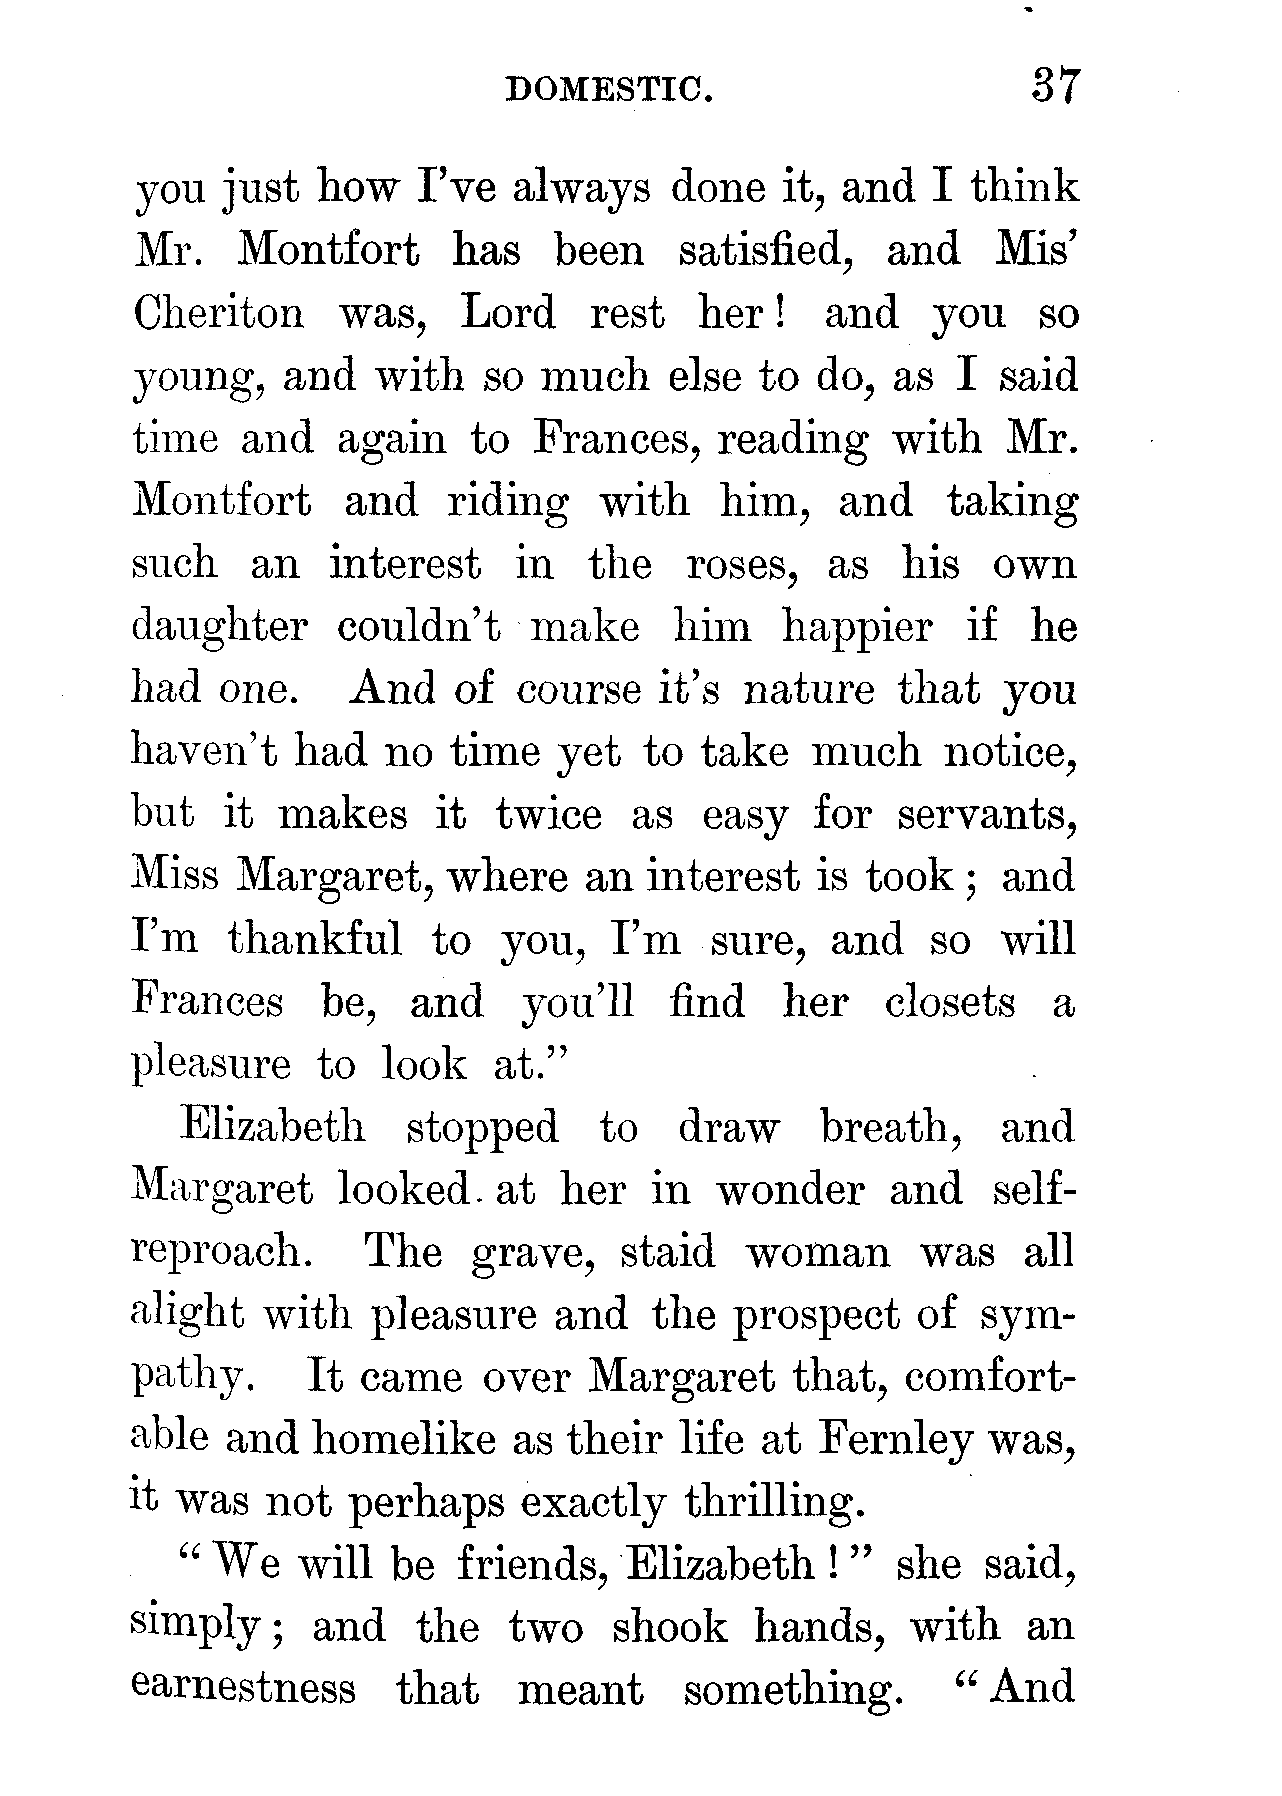 DOMESTIC. 37
you just how I've always done it, and I think
Mr. Montfort has been satisfied, and Mis'
Cheriton was, Lord rest her! and you so
young, and with so much else to do, as I said
time and again to Frances, reading with Mr.
Montfort and riding with him, and taking
such an interest in the roses, as his own
daughter couldn't make him happier if he
had one. And of course it's nature that you
haven't had no time yet to take much notice,
but it makes it twice as easy for servants,
Miss Margaret, where an interest is took; and
I'm thankful to you, I'm sure, and so will
Frances be, and you'll find her closets a
pleasure to look at."
Elizabeth stopped to draw breath, and
Margaret looked at her in wonder and self-
reproach. The grave, staid woman was all
alight with pleasure and the prospect of sym-
pathy. It came over Margaret that, comfort-
able and homelike as their life at Fernley was,
it was not perhaps exactly thrilling.
"We will be friends, Elizabeth!" she said,
simply; and the two shook hands, with an
earnestness that meant something. "And